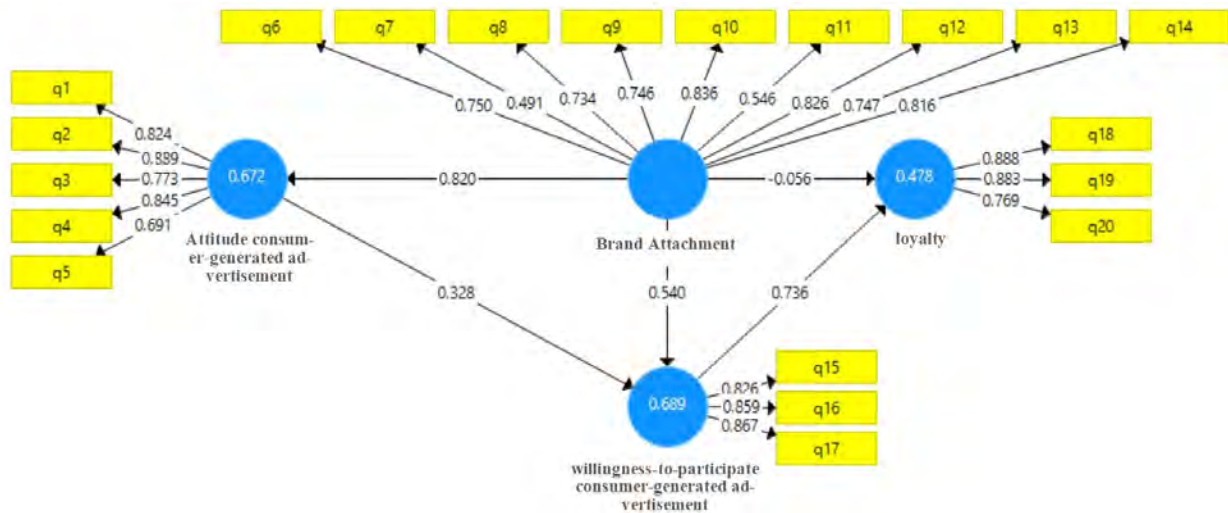 q6
q7
q8
q9
q10
q11
q12
q13
q14
0.750
0.491
0.734
0.746
0.836
0.546
0.826
0.747
0.816
q1
q2
q3
q4
q5
0.824
0.889
0.773
0.845
0.691
0.672
Attitude consum-
er-generated ad-
vertisement
0.820
Brand Attachment
-0.056
0.478
loyalty
0.888
0.883
0.769
q18
q19
q20
0.328
0.540
0.736
0.689
willingness-to-participate
consumer-generated ad-
vertisement
0.826
0.859
0.867
q15
q16
q17